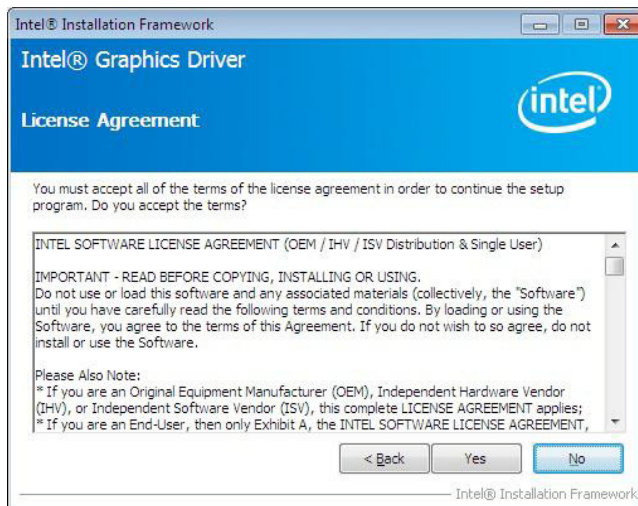 Intel® Installation Framework
Intel® Graphics Driver
License Agreement
intel
You must accept all of the terms of the license agreement in order to continue the setup
program. Do you accept the terms?
INTEL SOFTWARE LICENSE AGREEMENT (OEM / IHV / ISV Distribution & Single User)
IMPORTANT - READ BEFORE COPYING, INSTALLING OR USING.
Do not use or load this software and any associated materials (collectively, the "Software")
until you have carefully read the following terms and conditions. By loading or using the
Software, you agree to the terms of this Agreement. If you do not wish to so agree, do not
install or use the Software.
Please Also Note:
* If you are an Original Equipment Manufacturer (OEM), Independent Hardware Vendor
(IHV), or Independent Software Vendor (ISV), this complete LICENSE AGREEMENT applies;
* If you are an End-User, then only Exhibit A, the INTEL SOFTWARE LICENSE AGREEMENT,
< Back
Yes
No
Intel® Installation Framework